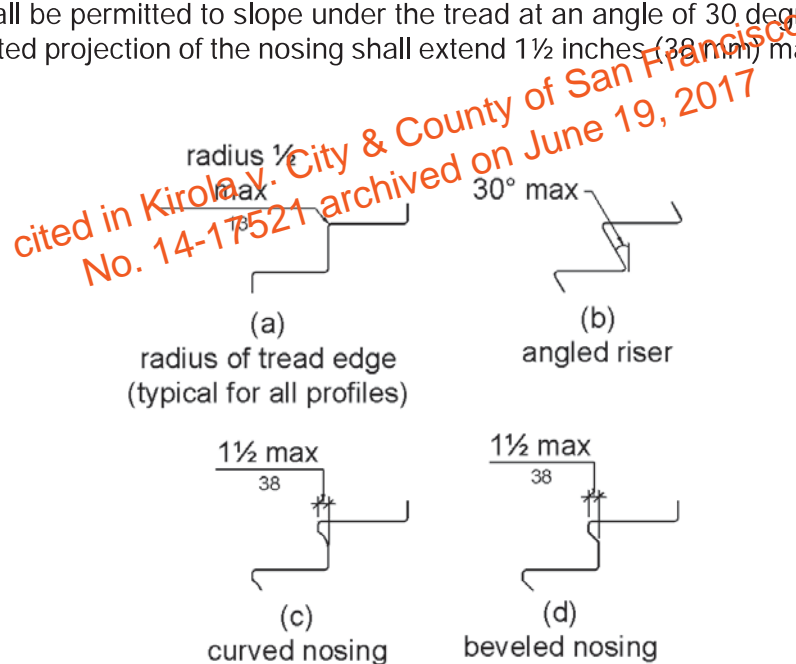 all be permitted to slope under the tread at an angle of 30
ted projection of the nosing shall extend 1½ inches (38 mm)
cited in Kirola v. City & County of San Francisco
No. 14-17521 archived on June 19, 2017
radius ½
max
13
30° max
(a)
radius of tread edge
(typical for all profiles)
(b)
angled riser
1½ max
38
(c)
curved nosing
1½ max
38
(d)
beveled nosing